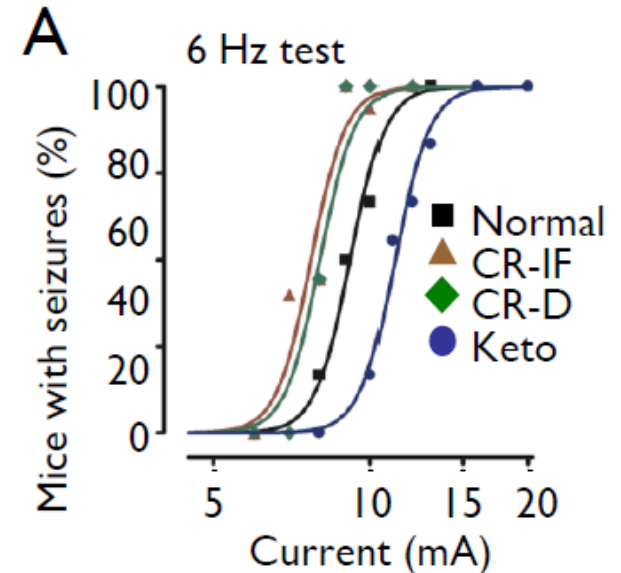 A
6 Hz test
Mice with seizures (%)
100
80
60
40
20
0
Normal
CR-IF
CR-D
Keto
5 10 15 20
Current (mA)